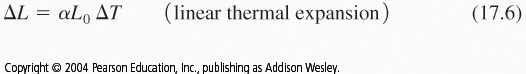 ΔL = αL₀ ΔT (linear thermal expansion) (17.6)
Copyright © 2004 Pearson Education, Inc., publishing as Addison Wesley.